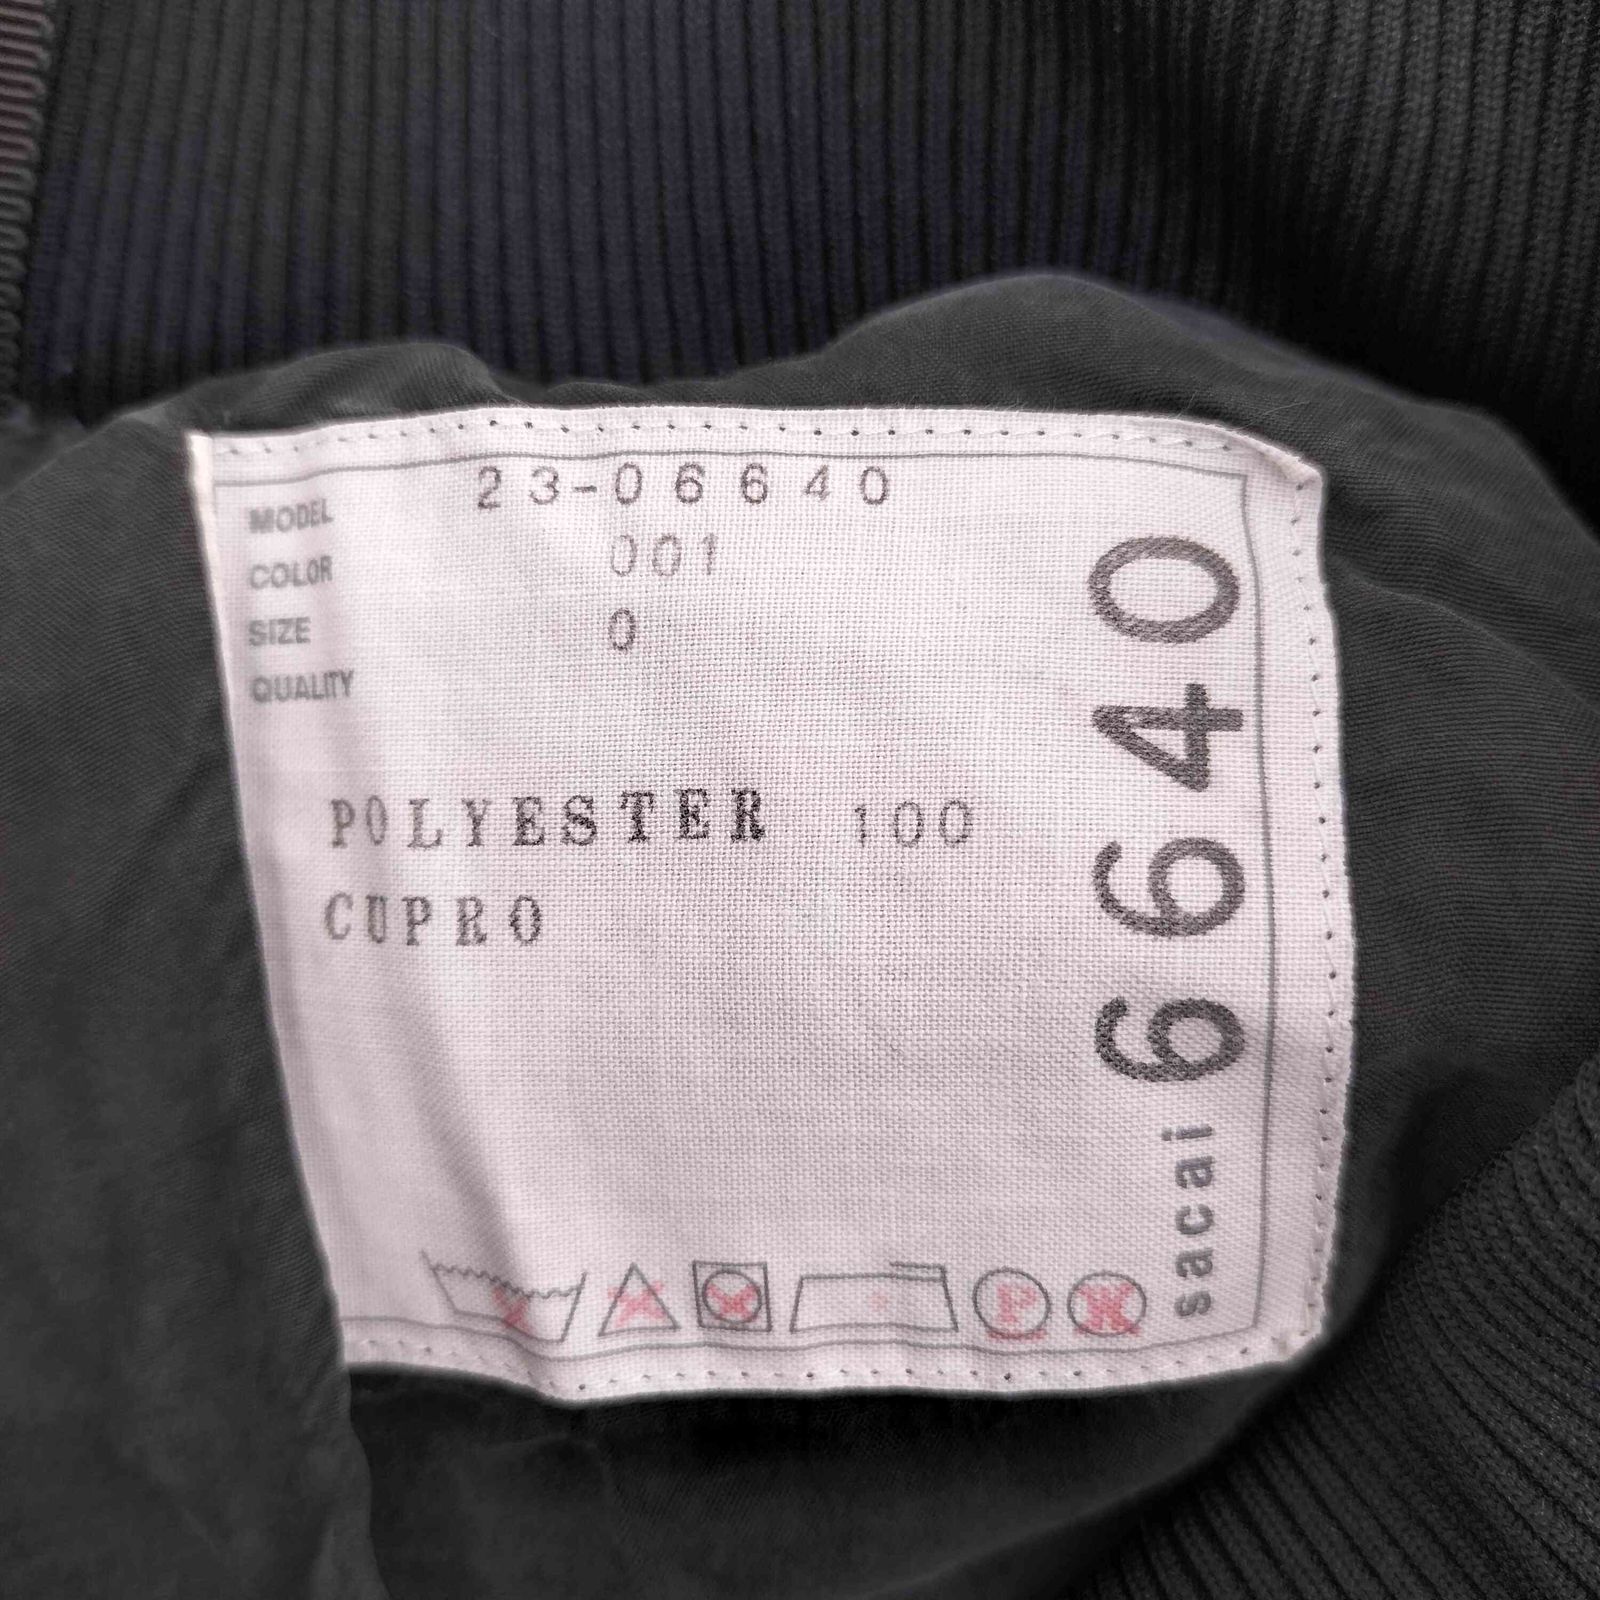 MODEL 23-06640
COLOR 001
SIZE 0
QUALITY
POLYESTER 100
CUPRO
P
sacai 6640